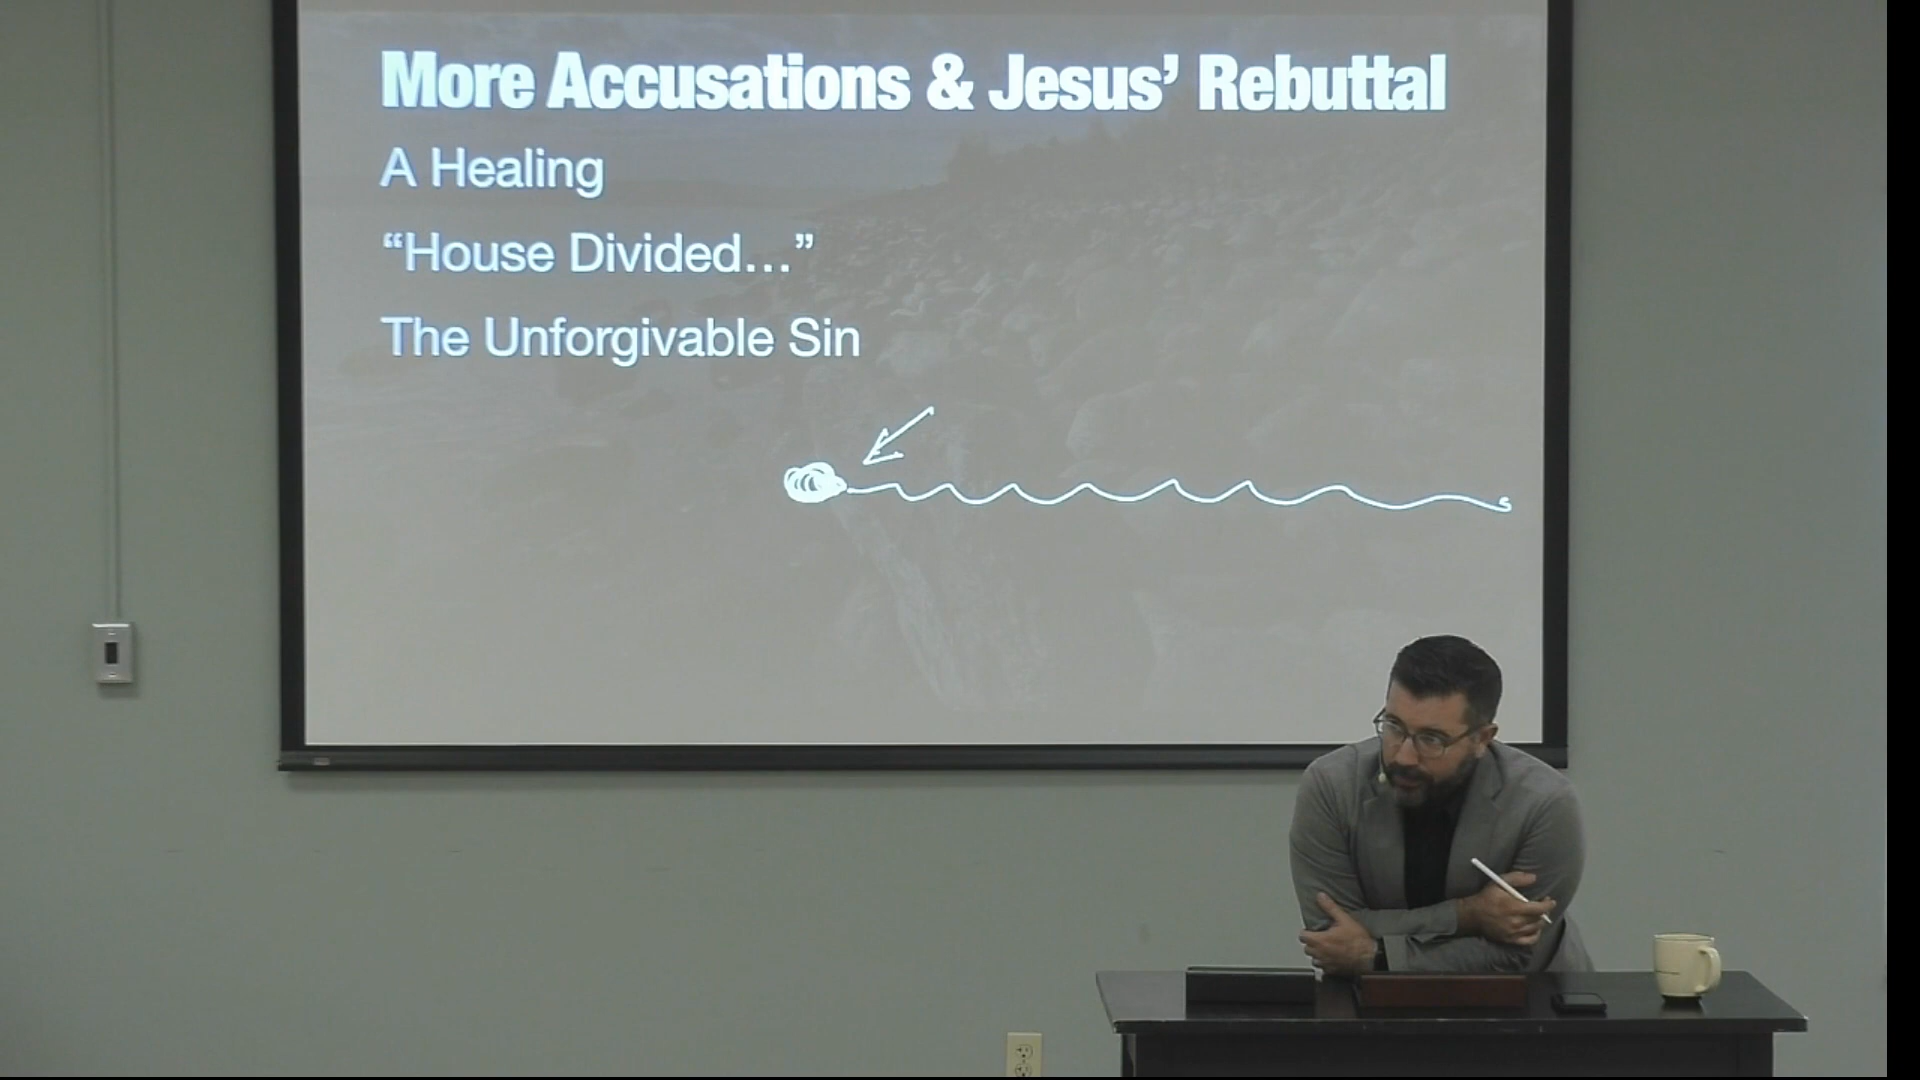 More Accusations & Jesus’ Rebuttal
A Healing
“House Divided…”
The Unforgivable Sin